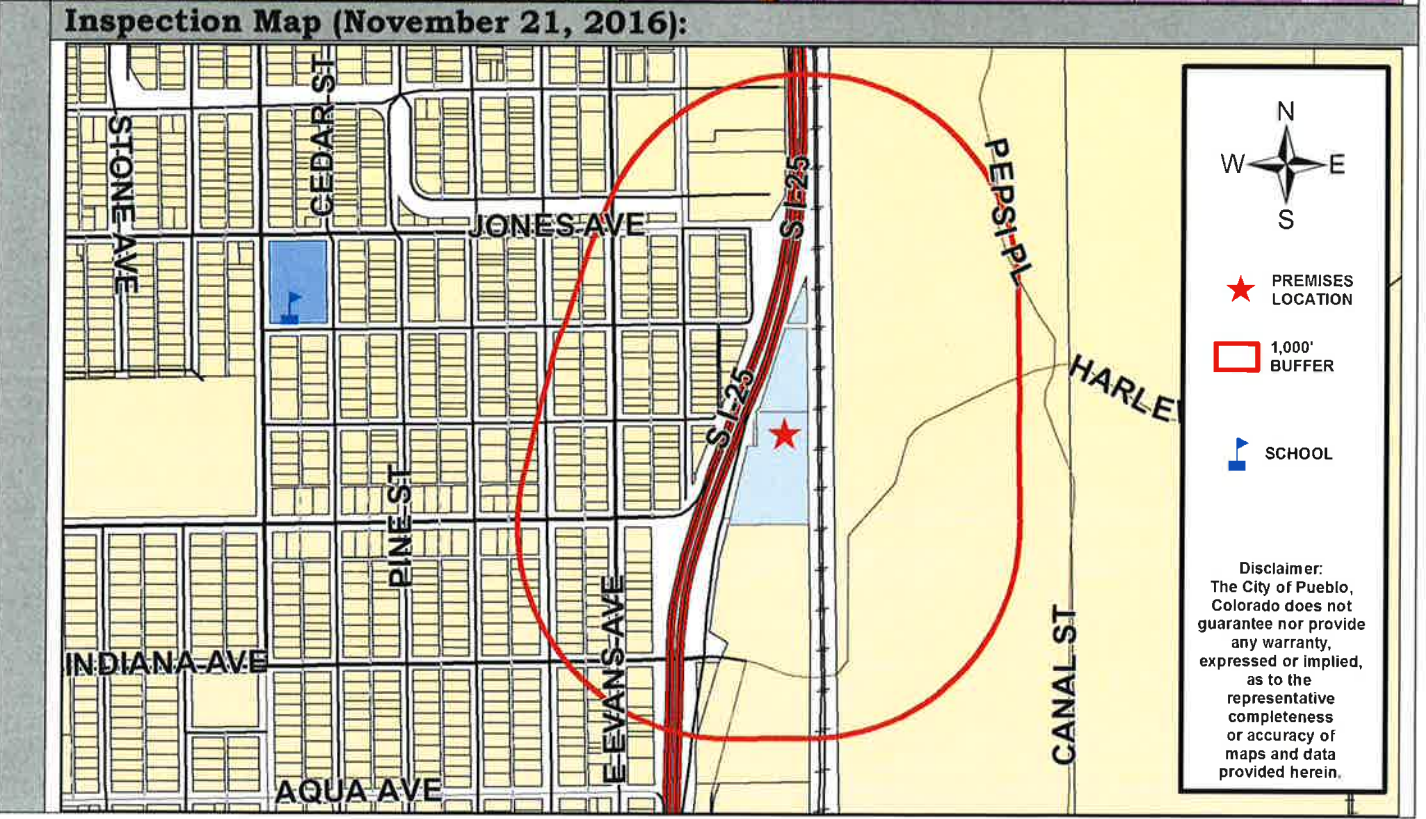 Inspection Map (November 21, 2016):
STONE AVE
CEDAR ST
JONES AVE
S I-25
PEPSI PL
S I-25
PINE ST
E EVANS AVE
INDIANA AVE
AQUA AVE
CANAL ST
N
W E
S
PREMISES
LOCATION
1,000'
BUFFER
SCHOOL
Disclaimer:
The City of Pueblo,
Colorado does not
guarantee nor provide
any warranty,
expressed or implied,
as to the
representative
completeness
or accuracy of
maps and data
provided herein.